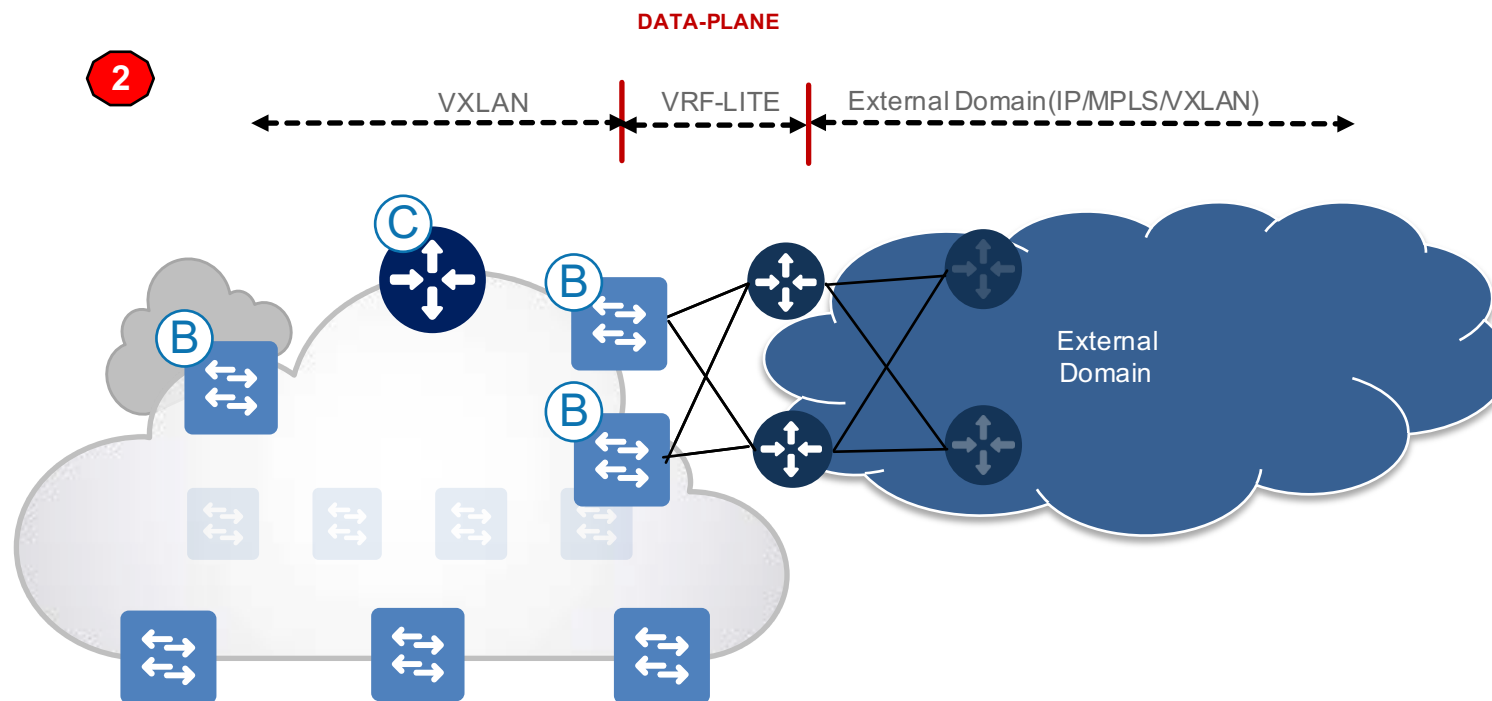 DATA-PLANE
2
VXLAN
VRF-LITE
External Domain(IP/MPLS/VXLAN)
C
B
B
B
External
Domain